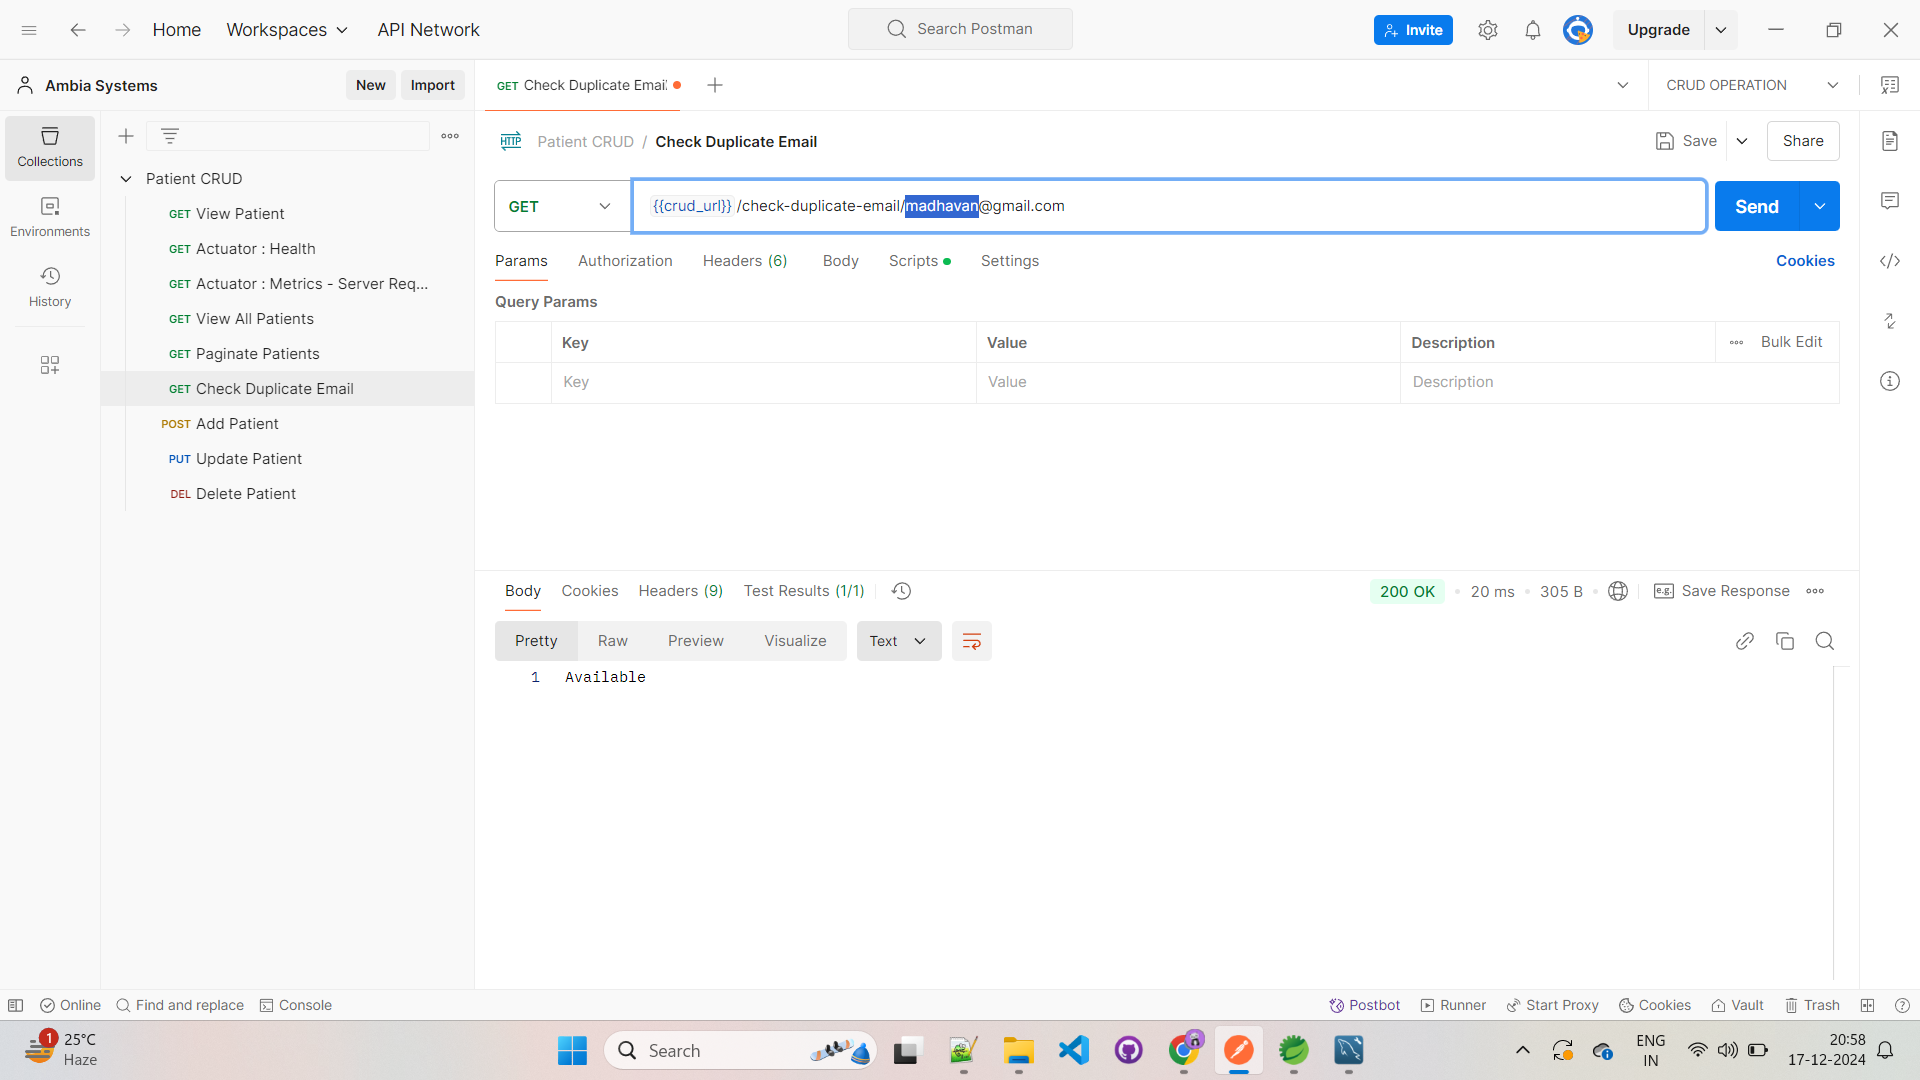 Home Workspaces API Network Search Postman Invite Upgrade
Ambia Systems New Import GET Check Duplicate Email CRUD OPERATION
Collections
Environments
History
Patient CRUD
GET View Patient
GET Actuator : Health
GET Actuator : Metrics - Server Req...
GET View All Patients
GET Paginate Patients
GET Check Duplicate Email
POST Add Patient
PUT Update Patient
DEL Delete Patient
HTTP Patient CRUD / Check Duplicate Email Save Share
GET {{crud_url}} /check-duplicate-email/madhavan@gmail.com Send
Params Authorization Headers (6) Body Scripts Settings Cookies
Query Params
Key Value Description Bulk Edit
Key Value Description
Body Cookies Headers (9) Test Results (1/1) 200 OK 20 ms 305 B e.g. Save Response
Pretty Raw Preview Visualize Text
1 Available
Online Find and replace Console Postbot Runner Start Proxy Cookies Vault Trash
1 25°C
Haze
Search
ENG
IN
20:58
17-12-2024